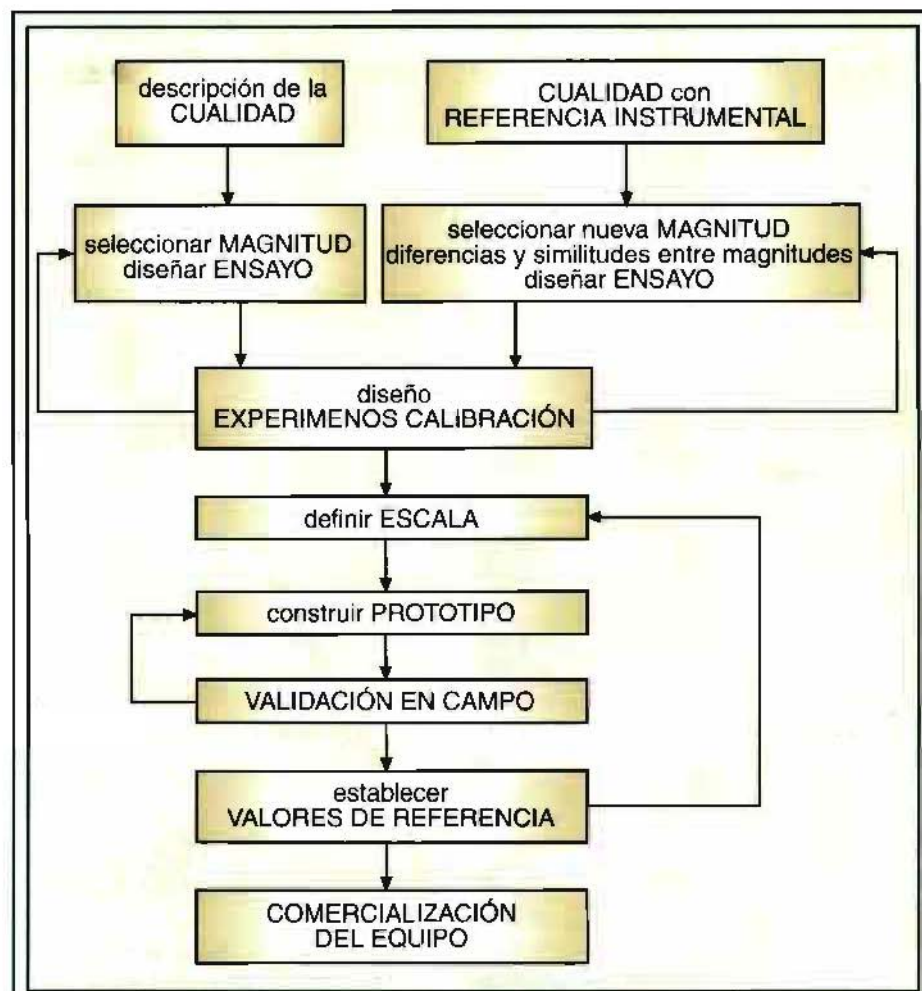 descripción de la
CUALIDAD
CUALIDAD con
REFERENCIA INSTRUMENTAL
seleccionar MAGNITUD
diseñar ENSAYO
seleccionar nueva MAGNITUD
diferencias y similitudes entre magnitudes
diseñar ENSAYO
diseño
EXPERIMENOS CALIBRACIÓN
definir ESCALA
construir PROTOTIPO
VALIDACIÓN EN CAMPO
establecer
VALORES DE REFERENCIA
COMERCIALIZACIÓN
DEL EQUIPO